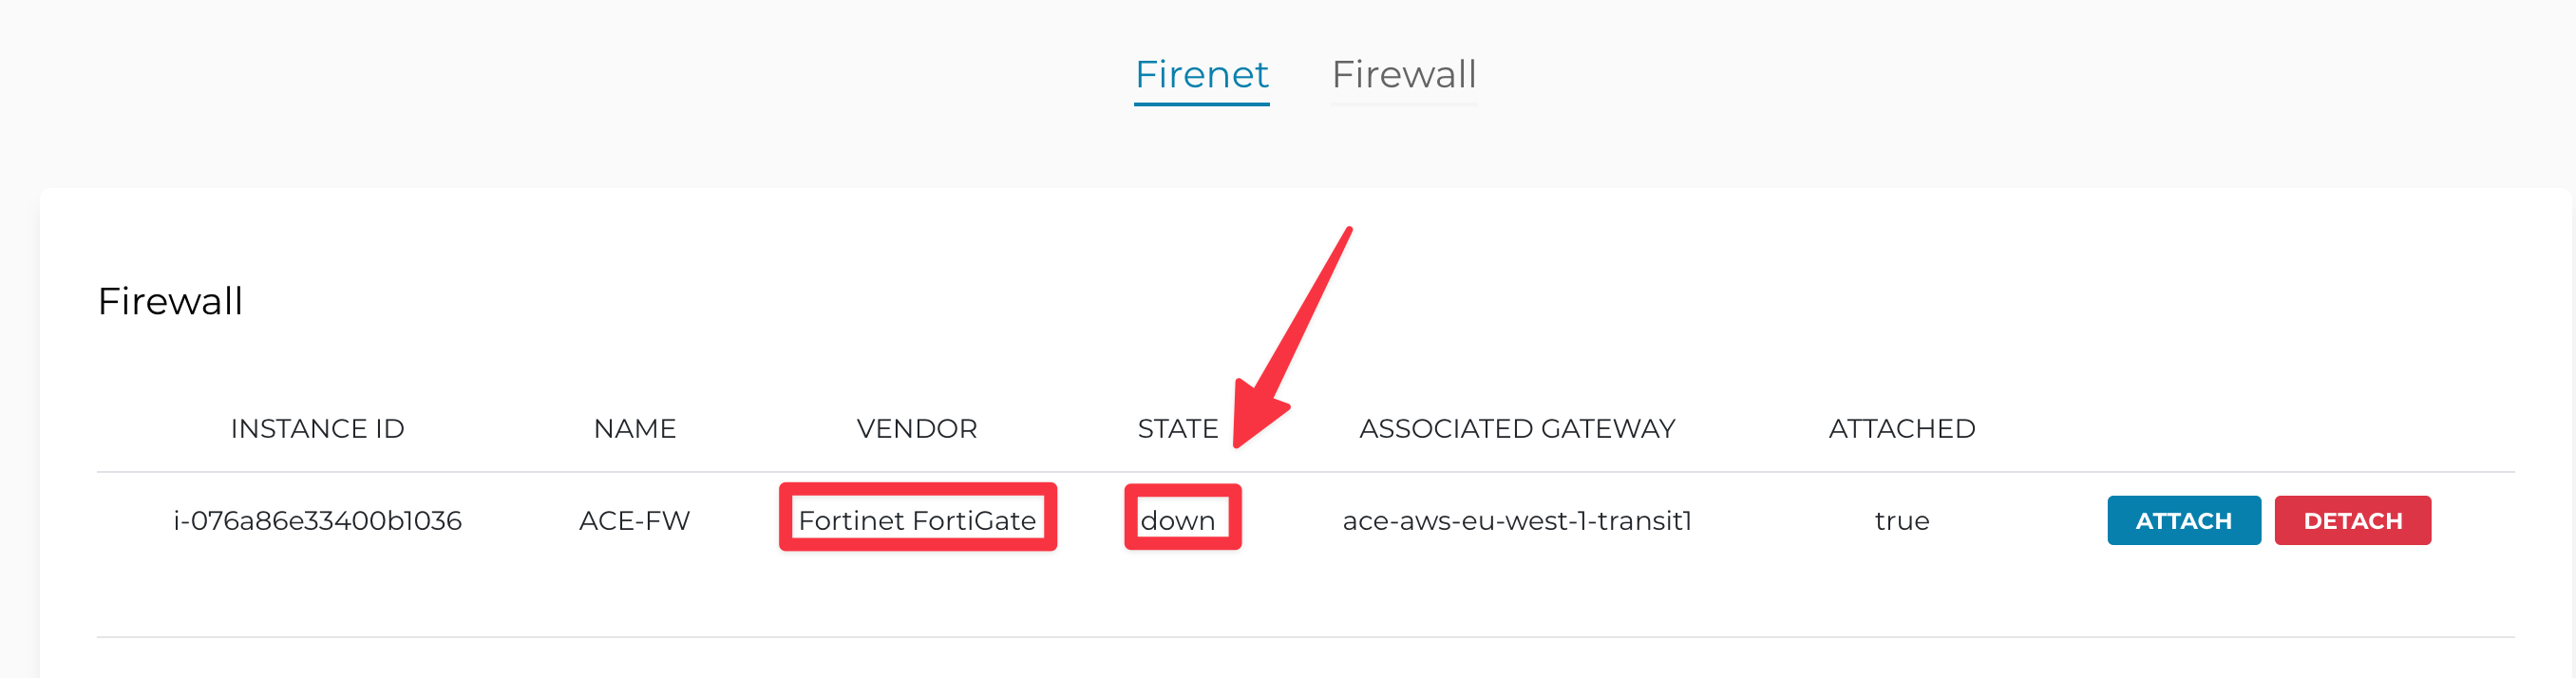 Firenet Firewall
Firewall
INSTANCE ID NAME VENDOR STATE ASSOCIATED GATEWAY ATTACHED
i-076a86e33400b1036 ACE-FW Fortinet FortiGate down ace-aws-eu-west-1-transit1 true ATTACH DETACH